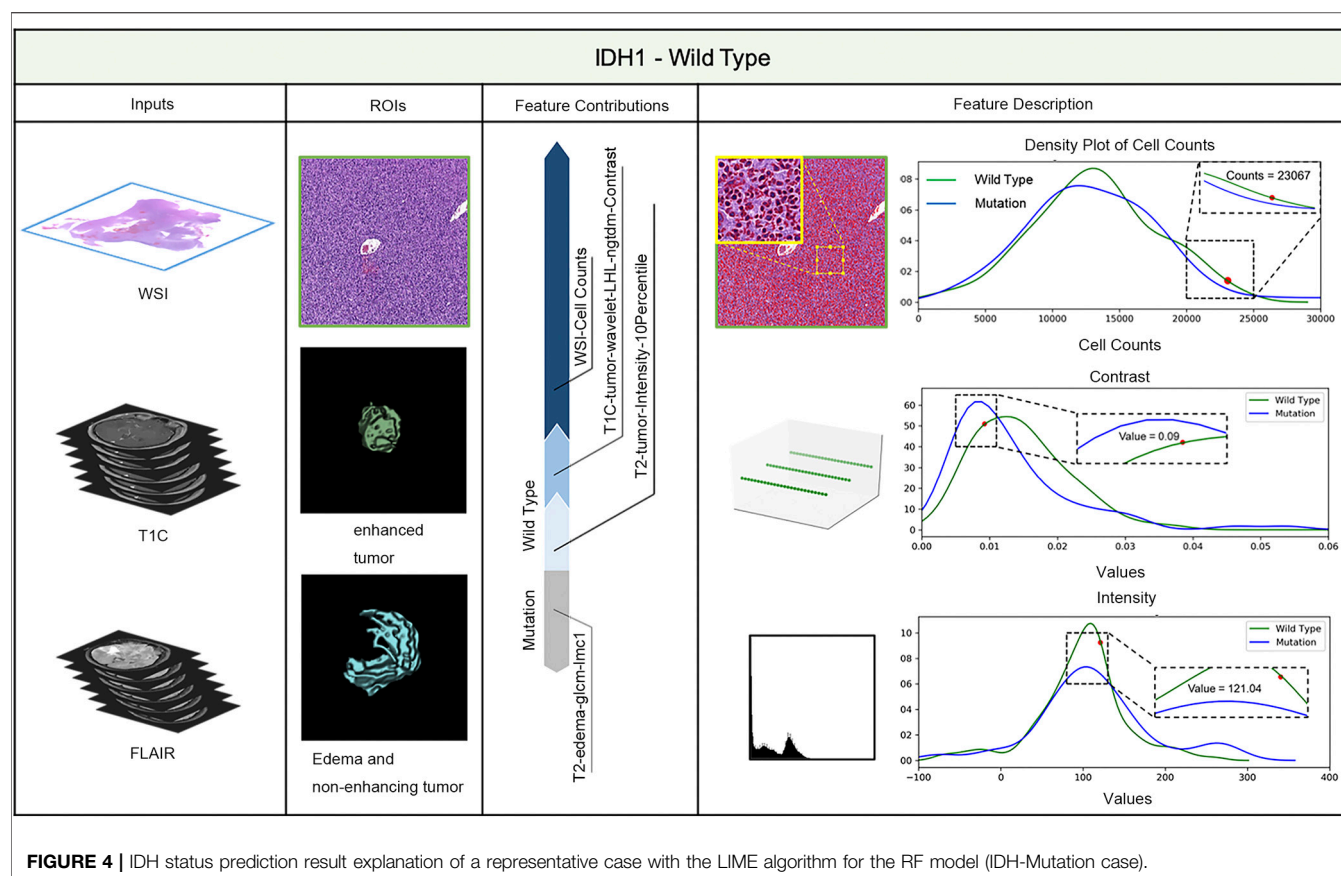 IDH1 - Wild Type
Inputs
ROIs
Feature Contributions
Feature Description
WSI
T1C
FLAIR
enhanced
tumor
Edema and
non-enhancing tumor
WSI-Cell Counts
T1C-tumor-wavelet-LHL-ngtdm-Contrast
T2-tumor-Intensity-10Percentile
Wild Type
Mutation
T2-edema-glcm-Imc1
Density Plot of Cell Counts
Wild Type
Mutation
Counts = 23067
08
06
04
02
00
0
5000
10000
15000
20000
25000
30000
Cell Counts
Contrast
Wild Type
Mutation
Value = 0.09
60
50
40
30
20
10
0
0.00
0.01
0.02
0.03
0.04
0.05
0.06
Values
Intensity
Wild Type
Mutation
Value = 121.04
10
08
06
04
02
00
−100
0
100
200
300
400
Values
FIGURE 4 | IDH status prediction result explanation of a representative case with the LIME algorithm for the RF model (IDH-Mutation case).